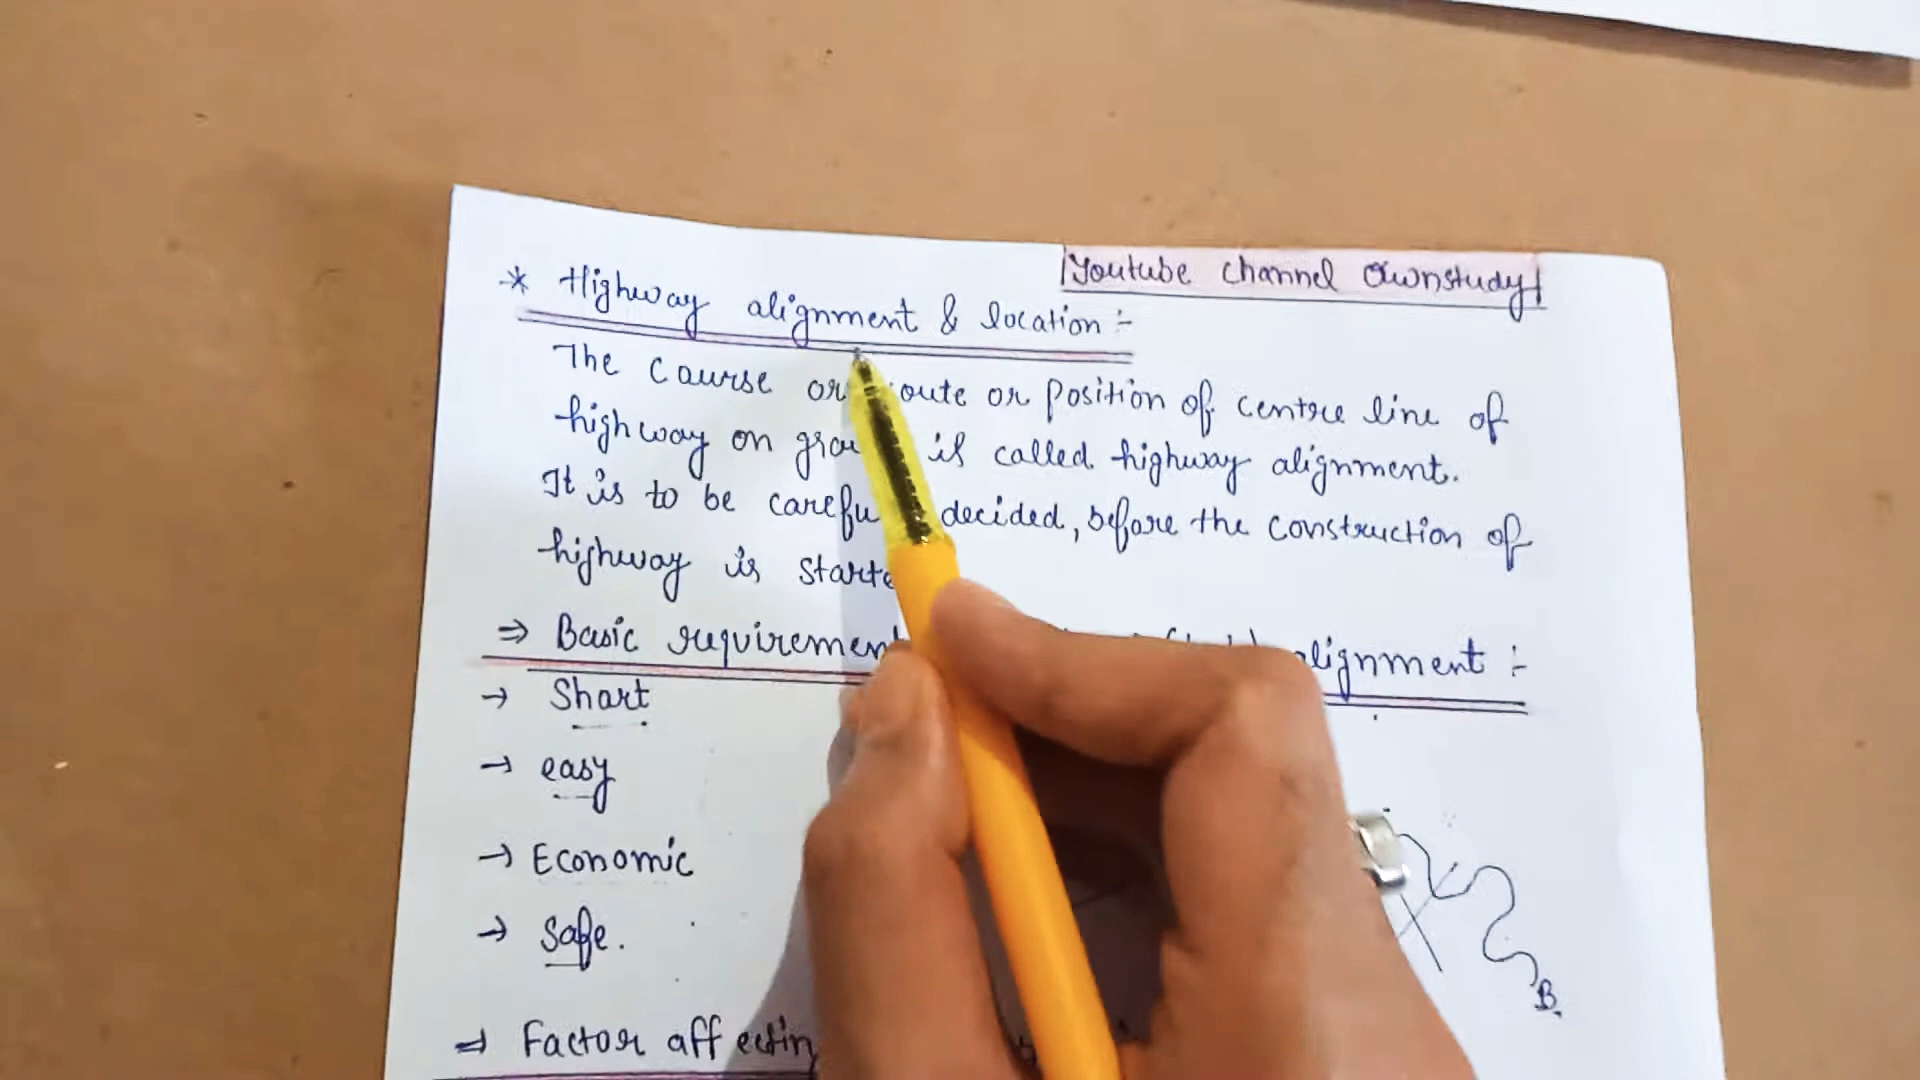 Youtube channel Ownstudy
* Highway alignment & location :-
The course or route or position of centre line of
highway on is called highway alignment.
It is to be decided, before the construction of
highway is
⇒ Basic alignment :-
→ Short
→ easy
→ Economic
→ Safe.
B.
⇒ Factor